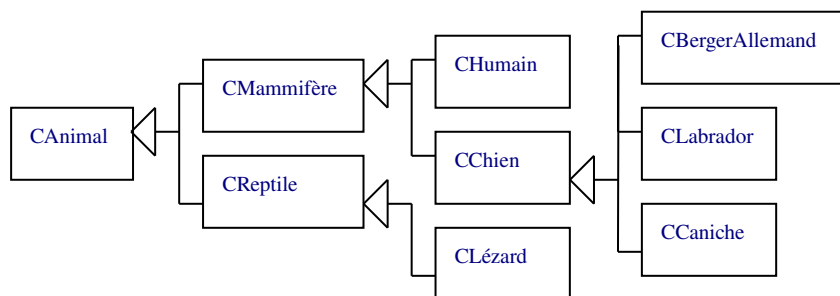 CAnimal
CMammifère
CReptile
CHumain
CChien
CLézard
CBergerAllemand
CLabrador
CCaniche